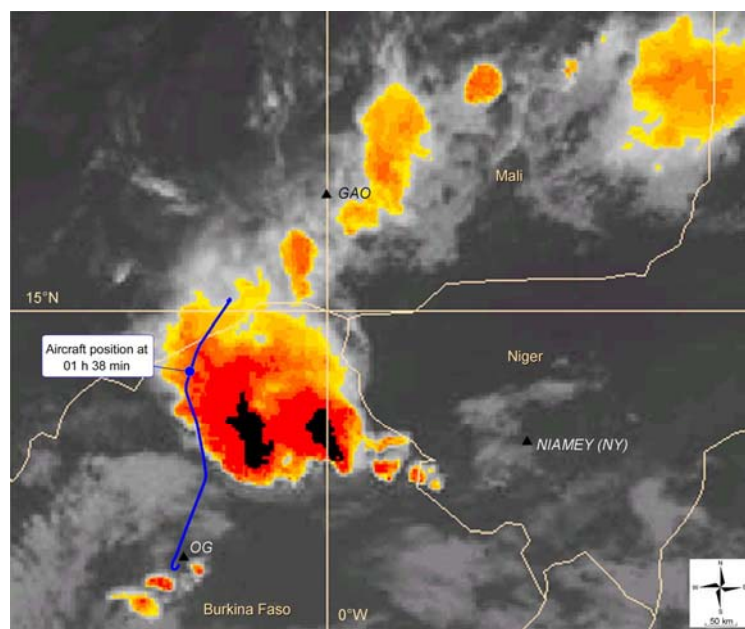 GAO
Mali
15°N
Aircraft position at
01 h 38 min
Niger
NIAMEY (NY)
OG
Burkina Faso
0°W
N
W
E
S
50 km